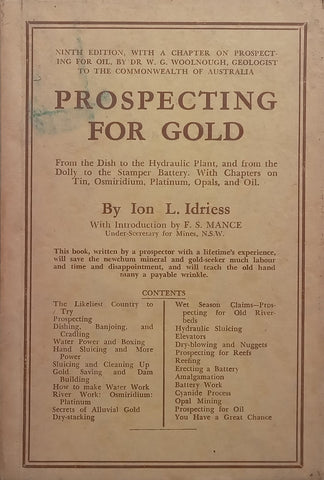 NINTH EDITION, WITH A CHAPTER ON PROSPECT-
ING FOR OIL, BY DR W. G. WOOLNOUGH, GEOLOGIST
TO THE COMMONWEALTH OF AUSTRALIA
PROSPECTING
FOR GOLD
From the Dish to the Hydraulic Plant, and from the
Dolly to the Stamper Battery. With Chapters on
Tin, Osmiridium, Platinum, Opals, and Oil.
By Ion L. Idriess
With Introduction by F. S. MANCE
Under-Secretary for Mines, N.S.W.
This book, written by a prospector with a lifetime's experience,
will save the newchum mineral and gold-seeker much labour
and time and disappointment, and will teach the old hand
many a payable wrinkle.
CONTENTS
The Likeliest Country to
Try
Prospecting
Dishing, Banjoing, and
Cradling
Water Power and Boxing
Hand Sluicing and More
Power
Sluicing and Cleaning Up
Gold Saving and Dam
Building
How to make Water Work
River Work: Osmiridium:
Platinum
Secrets of Alluvial Gold
Dry-stacking
Wet Season Claims—Pros-
pecting for Old River-
beds
Hydraulic Sluicing
Elevators
Dry-blowing and Nuggets
Prospecting for Reefs
Reefing
Erecting a Battery
Amalgamation
Battery Work
Cyanide Process
Opal Mining
Prospecting for Oil
You Have a Great Chance